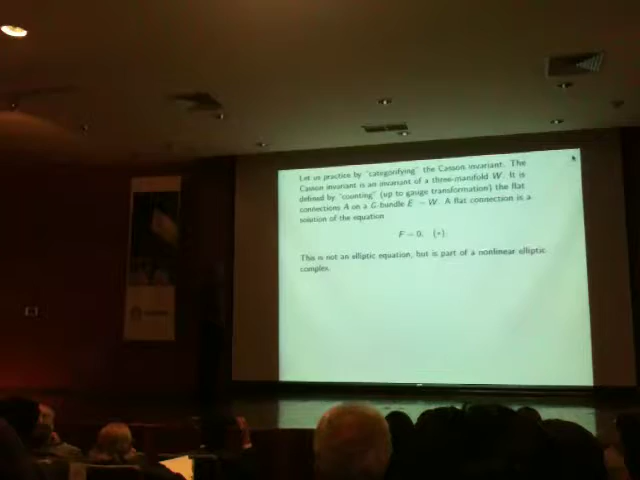 Let us practice by "categorifying" the Casson invariant. The
Casson invariant is an invariant of a three-manifold W. It is
defined by "counting" (up to gauge transformation) the flat
connections A on a G-bundle E → W. A flat connection is a
solution of the equation
F = 0, (*)
This is not an elliptic equation, but is part of a nonlinear elliptic
complex.